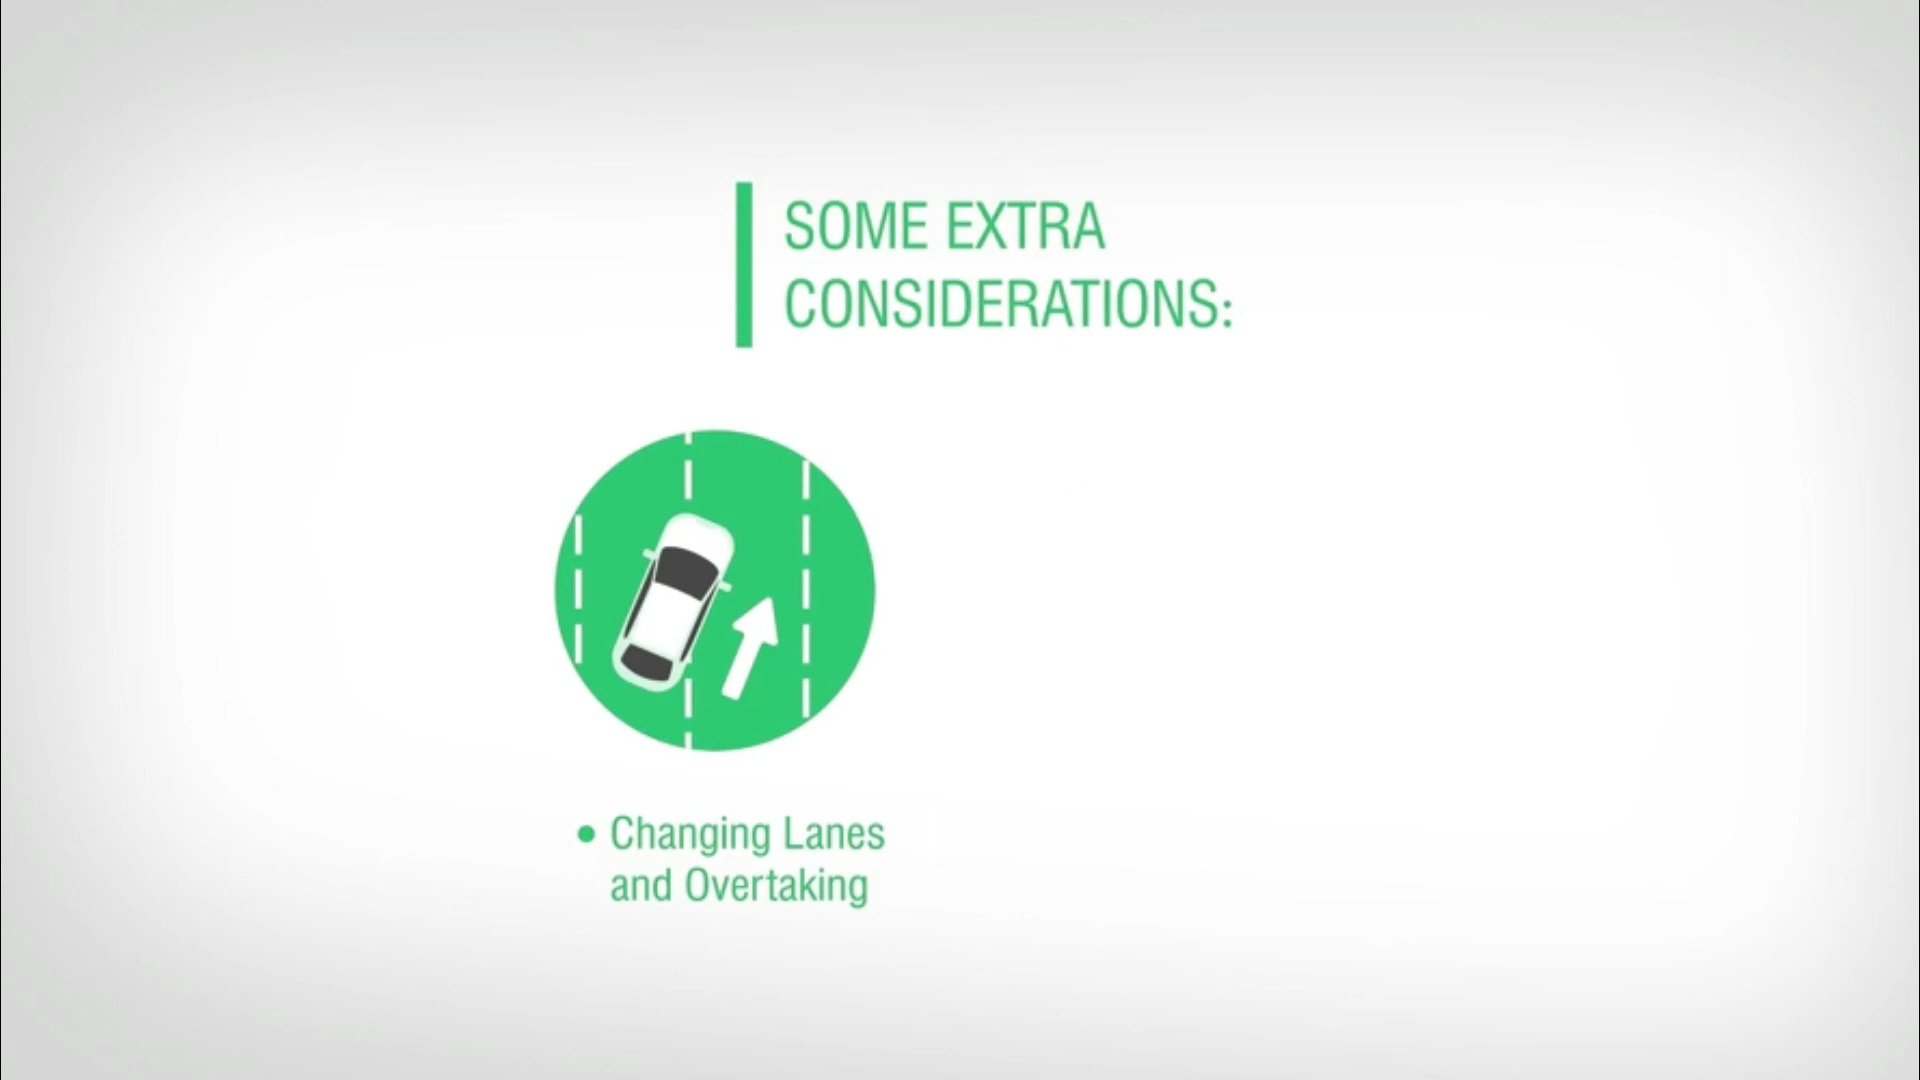 SOME EXTRA
CONSIDERATIONS:
• Changing Lanes
and Overtaking